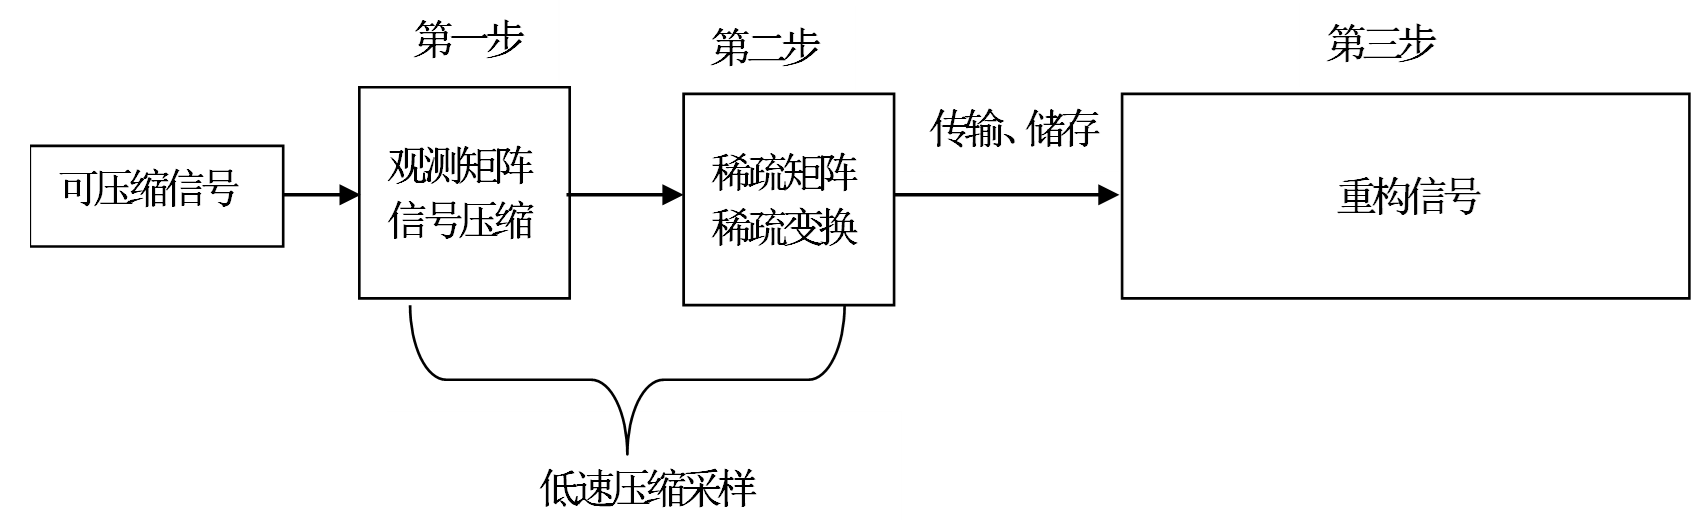 第一步
第二步
第三步
可压缩信号
观测矩阵
信号压缩
稀疏矩阵
稀疏变换
传输、储存
重构信号
低速压缩采样